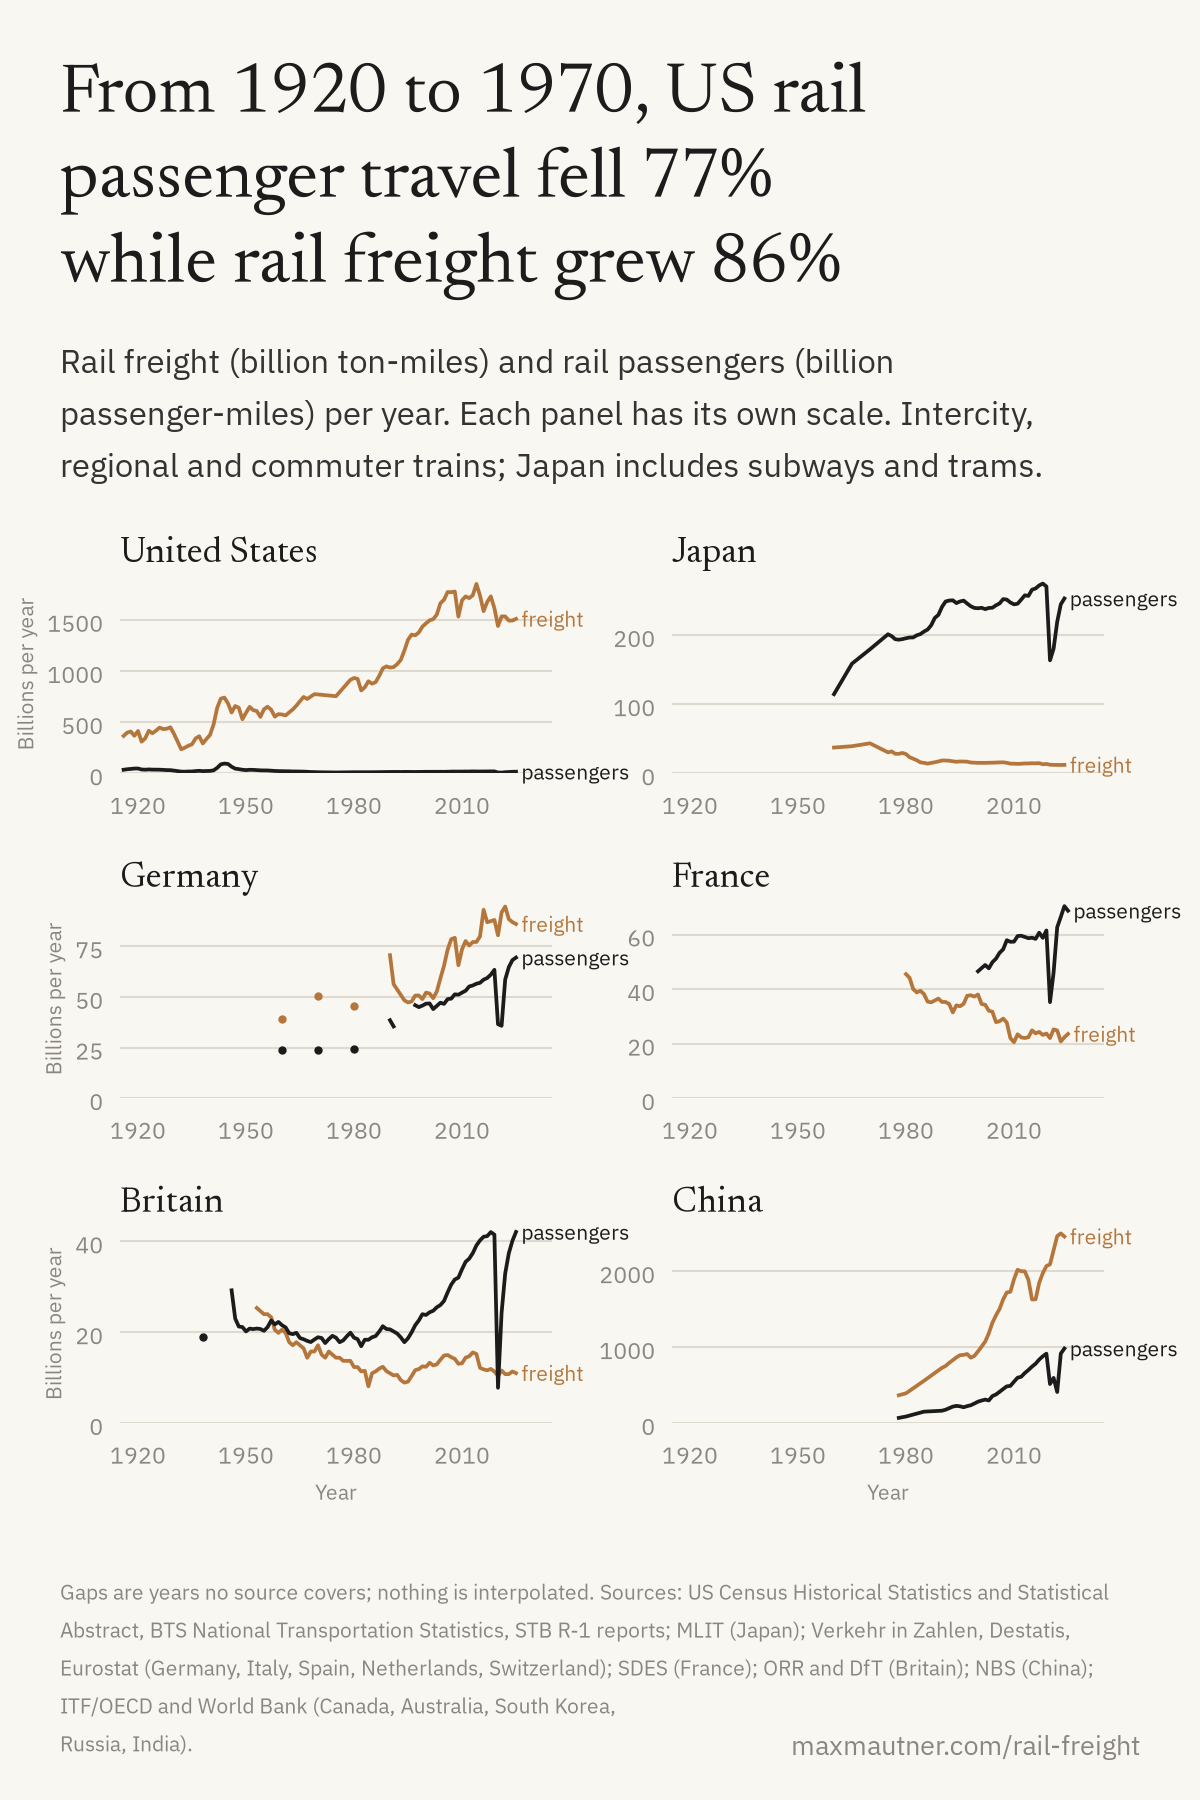 From 1920 to 1970, US rail
passenger travel fell 77%
while rail freight grew 86%
Rail freight (billion ton-miles) and rail passengers (billion
passenger-miles) per year. Each panel has its own scale. Intercity,
regional and commuter trains; Japan includes subways and trams.
United States
Billions per year
1500
1000
500
0
freight
passengers
1920 1950 1980 2010
Japan
200
100
0
passengers
freight
1920 1950 1980 2010
Germany
Billions per year
75
50
25
0
freight
passengers
1920 1950 1980 2010
France
60
40
20
0
passengers
freight
1920 1950 1980 2010
Britain
Billions per year
40
20
0
passengers
freight
1920 1950 1980 2010
Year
China
2000
1000
0
freight
passengers
1920 1950 1980 2010
Year
Gaps are years no source covers; nothing is interpolated. Sources: US Census Historical Statistics and Statistical
Abstract, BTS National Transportation Statistics, STB R-1 reports; MLIT (Japan); Verkehr in Zahlen, Destatis,
Eurostat (Germany, Italy, Spain, Netherlands, Switzerland); SDES (France); ORR and DfT (Britain); NBS (China);
ITF/OECD and World Bank (Canada, Australia, South Korea,
Russia, India).
maxmautner.com/rail-freight